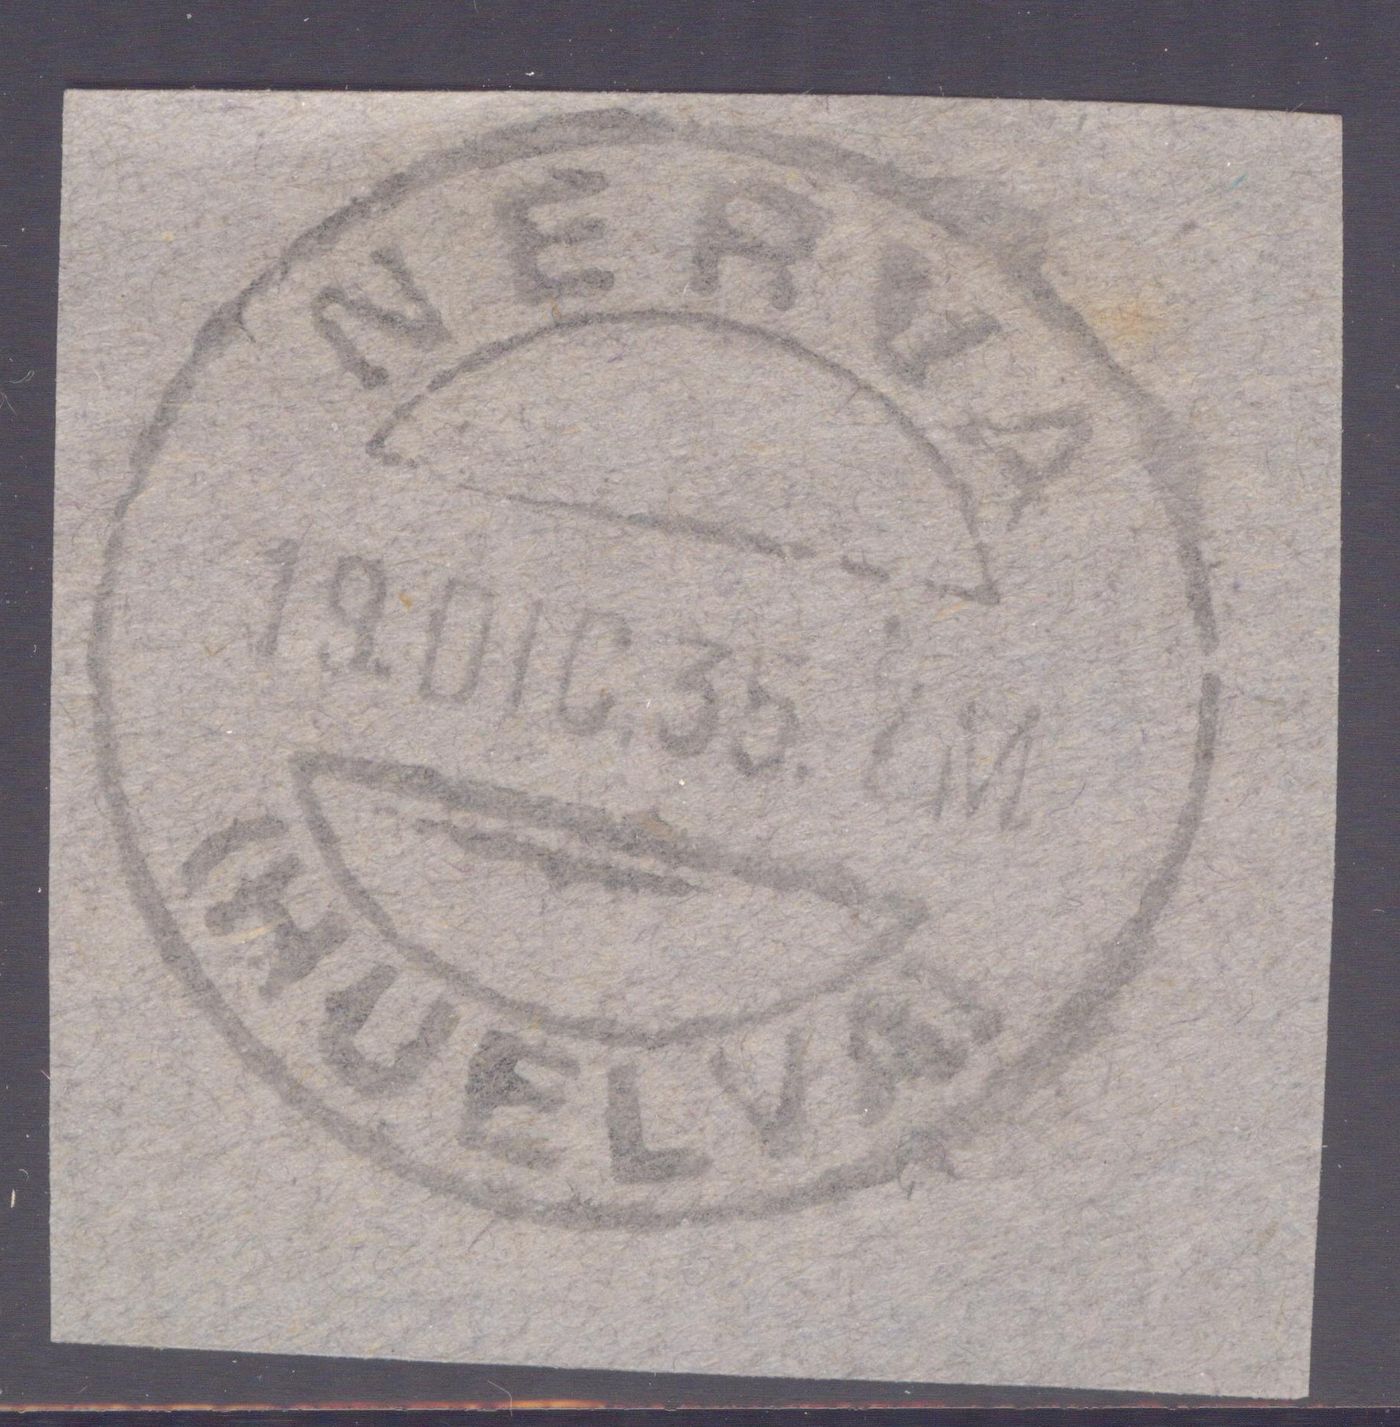 NERVA
19.DIC.35. M
(HUELVA)